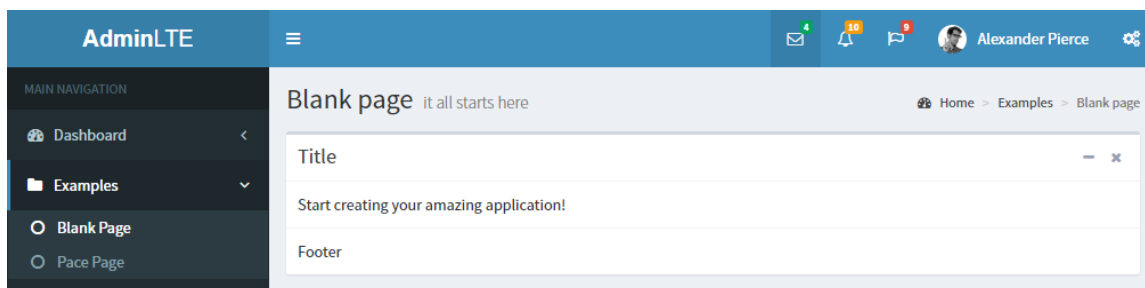 AdminLTE
4
10
9
Alexander Pierce
MAIN NAVIGATION
Dashboard
Examples
Blank Page
Pace Page
Blank page it all starts here
Home > Examples > Blank page
Title
Start creating your amazing application!
Footer